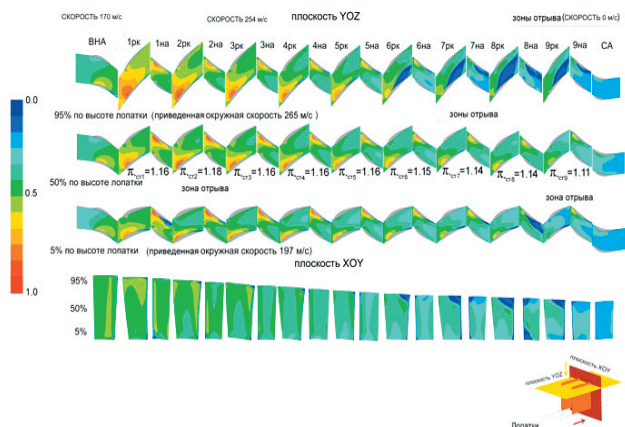 СКОРОСТЬ 170 м/с СКОРОСТЬ 254 м/с плоскость YOZ зоны отрыва (СКОРОСТЬ 0 м/с)
ВНА 1рк 1на 2рк 2на 3рк 3на 4рк 4на 5рк 5на 6рк 6на 7рк 7на 8рк 8на 9рк 9на СА
0.0
95% по высоте лопатки (приведенная окружная скорость 265 м/с ) зоны отрыва
πст1=1.16 πст2=1.18 πст3=1.16 πст4=1.16 πст5=1.16 πст6=1.15 πст7=1.14 πст8=1.14 πст9=1.11
50% по высоте лопатки
0.5
зона отрыва зона отрыва
5% по высоте лопатки (приведенная окружная скорость 197 м/с)
плоскость XOY
1.0
95%
50%
5%
плоскость XOY
плоскость YOZ
Лопатки